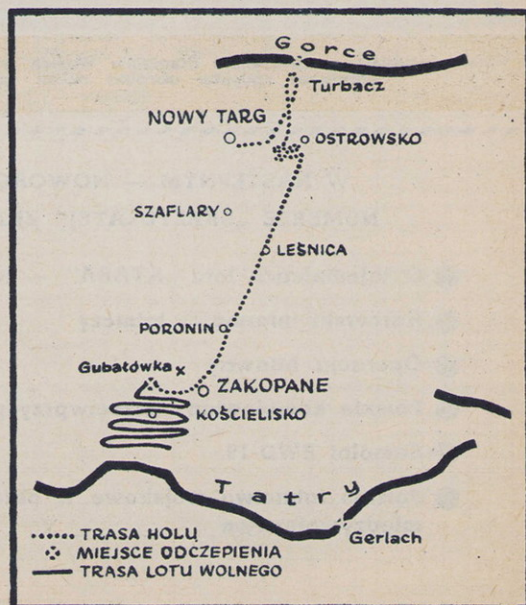 Gorce
Turbacz
NOWY TARG
OSTROWSKO
SZAFLARY
LEŚNICA
PORONIN
Gubałówka
ZAKOPANE
KOŚCIELISKO
Tatry
Gerlach
TRASA HOLU
MIEJSCE ODCZEPIENIA
TRASA LOTU WOLNEGO